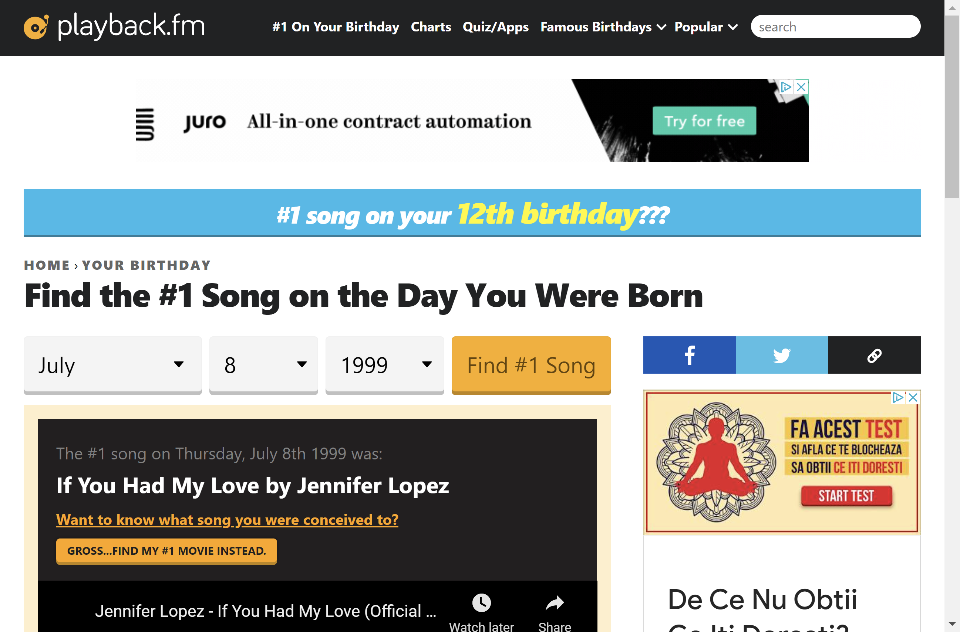 playback.fm
#1 On Your Birthday Charts Quiz/Apps Famous Birthdays Popular search
JURO All-in-one contract automation Try for free
#1 song on your 12th birthday???
HOME › YOUR BIRTHDAY
Find the #1 Song on the Day You Were Born
July 8 1999 Find #1 Song
The #1 song on Thursday, July 8th 1999 was:
If You Had My Love by Jennifer Lopez
Want to know what song you were conceived to?
GROSS...FIND MY #1 MOVIE INSTEAD.
Jennifer Lopez - If You Had My Love (Official ...
Watch later Share
FA ACEST TEST
SI AFLA CE TE BLOCHEAZA
SA OBTII CE ITI DORESTI
START TEST
De Ce Nu Obtii
Ce Iti Doresti?